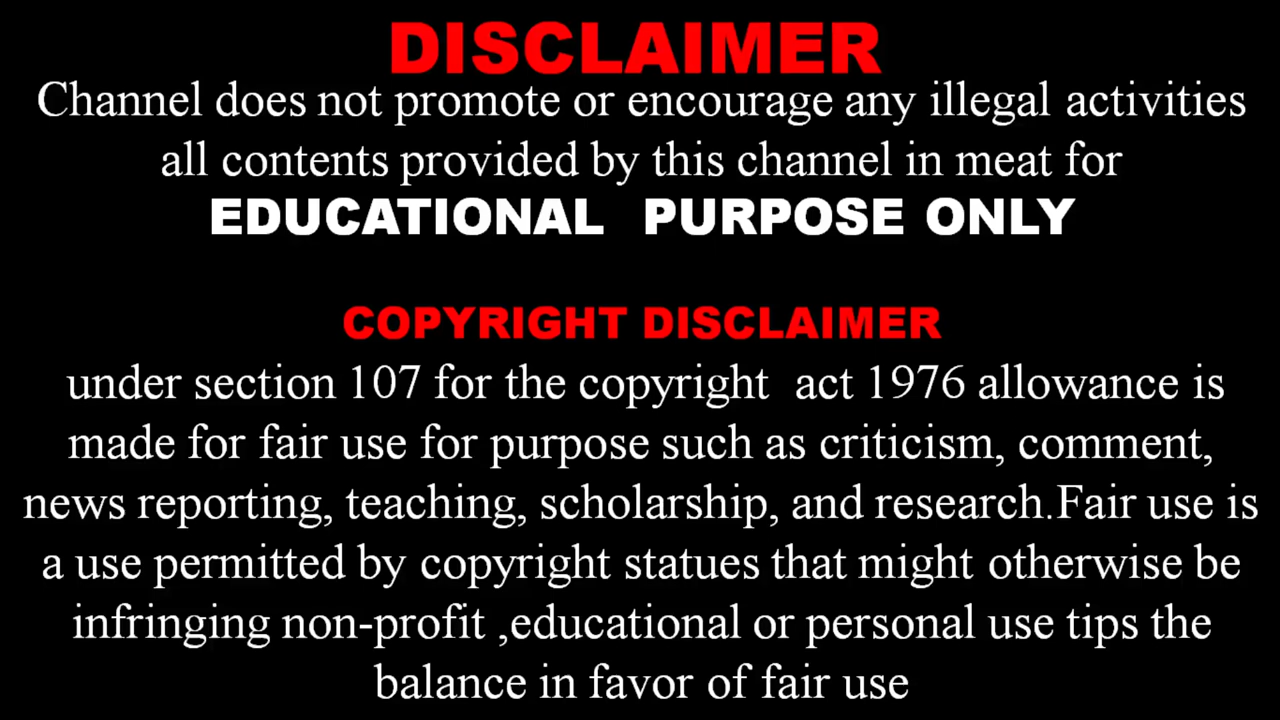 DISCLAIMER
Channel does not promote or encourage any illegal activities
all contents provided by this channel in meat for
EDUCATIONAL PURPOSE ONLY
COPYRIGHT DISCLAIMER
under section 107 for the copyright act 1976 allowance is
made for fair use for purpose such as criticism, comment,
news reporting, teaching, scholarship, and research.Fair use is
a use permitted by copyright statues that might otherwise be
infringing non-profit ,educational or personal use tips the
balance in favor of fair use